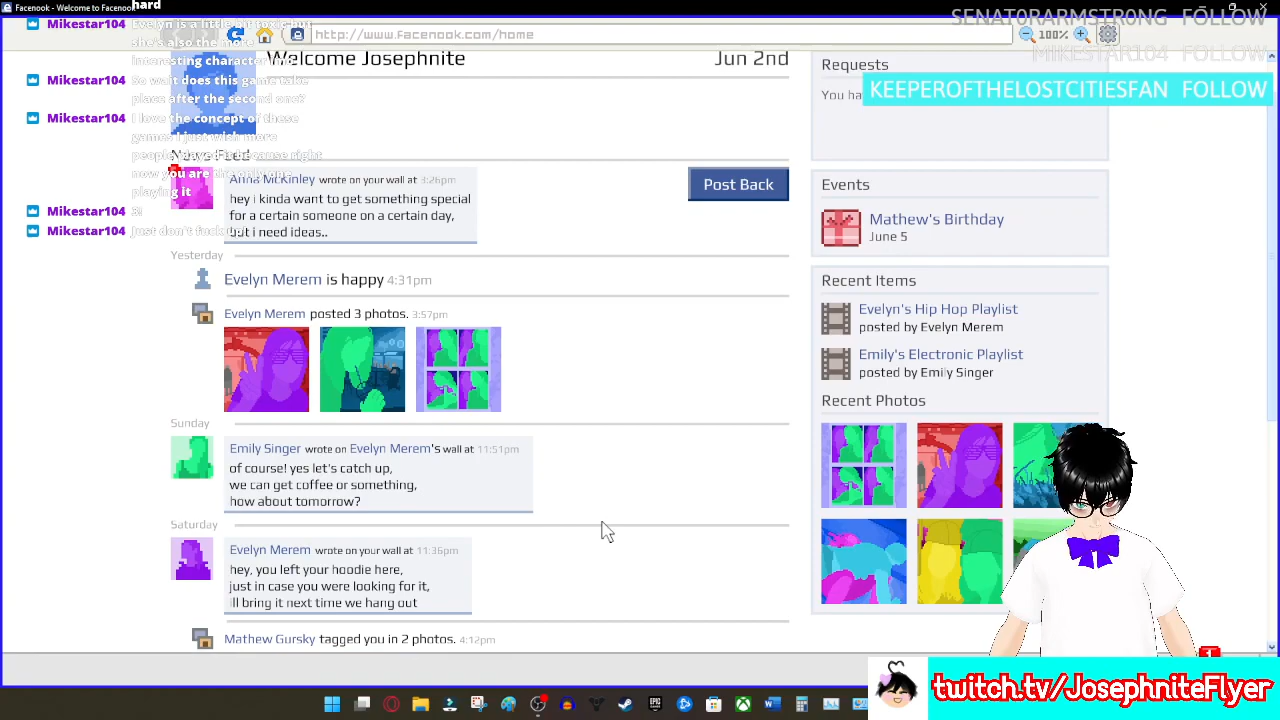 Facenook - Welcome to Facenook
hard
Mikestar104 Evelyn is a little bit toxic but
she's also the more
interesting character
Mikestar104 So wait does this game take
place after the second one?
Mikestar104 I love the concept of these
games I just wish more
people played it because right
now you are the only one
playing it
Mikestar104 3!
Mikestar104 Just don't
http://www.facenook.com/home
100%
SENAT0RARMSTR0NG FOLLOW
MIKESTAR104 FOLLOW
KEEPEROFTHELOSTCITIESFAN FOLLOW
Welcome Josephnite
Jun 2nd
News Feed
Anna McKinley wrote on your wall at 3:26pm
hey i kinda want to get something special
for a certain someone on a certain day,
but i need ideas..
Post Back
Yesterday
Evelyn Merem is happy 4:31pm
Evelyn Merem posted 3 photos. 3:57pm
Sunday
Emily Singer wrote on Evelyn Merem's wall at 11:51pm
of course! yes let's catch up,
we can get coffee or something,
how about tomorrow?
Saturday
Evelyn Merem wrote on your wall at 11:36pm
hey, you left your hoodie here,
just in case you were looking for it,
ill bring it next time we hang out
Mathew Gursky tagged you in 2 photos. 4:12pm
Requests
You ha
Events
Mathew's Birthday
June 5
Recent Items
Evelyn's Hip Hop Playlist
posted by Evelyn Merem
Emily's Electronic Playlist
posted by Emily Singer
Recent Photos
1
twitch.tv/JosephniteFlyer